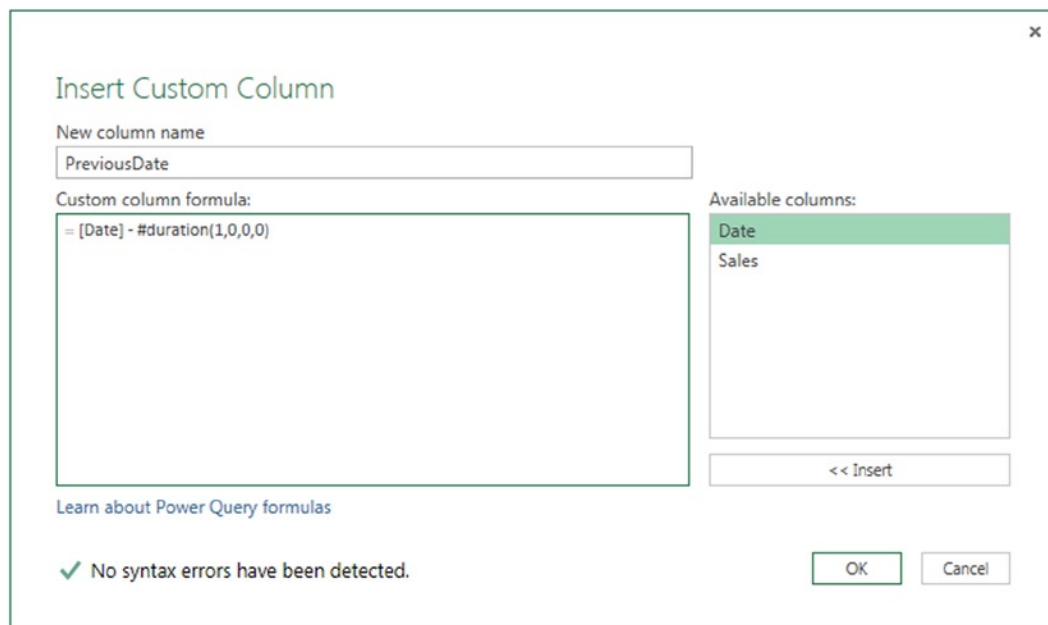 ×
Insert Custom Column
New column name
PreviousDate
Custom column formula:
= [Date] - #duration(1,0,0,0)
Available columns:
Date
Sales
<< Insert
Learn about Power Query formulas
No syntax errors have been detected.
OK
Cancel